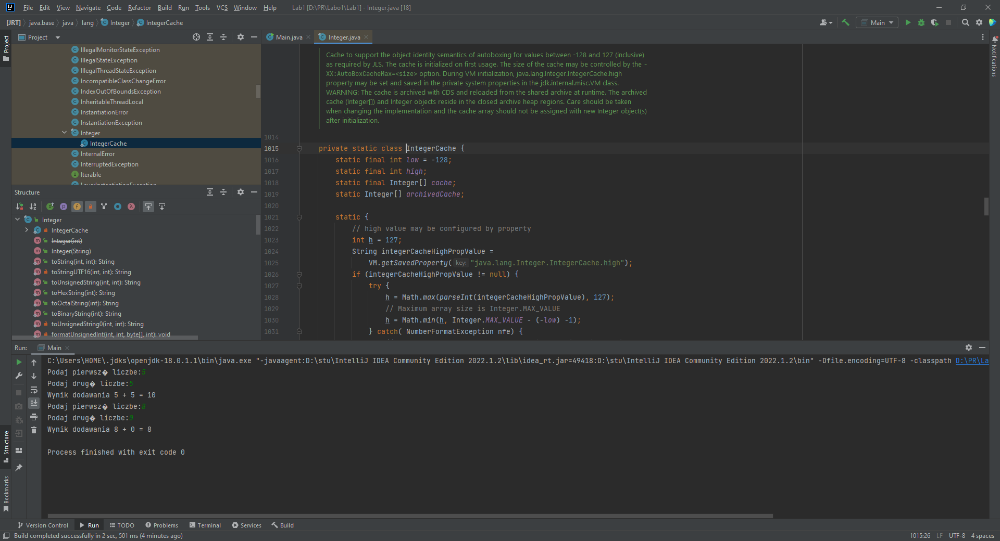 File Edit View Navigate Code Refactor Build Run Tools VCS Window Help Lab1 [D:\PR\Labo1\Lab1] - Integer.java [18]
[JRT] java.base java lang Integer IntegerCache Main
Project
Main.java Integer.java
IllegalMonitorStateException
IllegalStateException
IllegalThreadStateException
IncompatibleClassChangeError
IndexOutOfBoundsException
InheritableThreadLocal
InstantiationError
InstantiationException
Integer
IntegerCache
InternalError
InterruptedException
Iterable
Structure
Integer
IntegerCache
Integer(int)
Integer(String)
toString(int, int): String
toStringUTF16(int, int): String
toUnsignedString(int, int): String
toHexString(int): String
toOctalString(int): String
toBinaryString(int): String
toUnsignedString0(int, int): String
formatUnsignedInt(int, int, byte[], int): void
Cache to support the object identity semantics of autoboxing for values between -128 and 127 (inclusive)
as required by JLS. The cache is initialized on first usage. The size of the cache may be controlled by the -
XX:AutoBoxCacheMax=<size> option. During VM initialization, java.lang.Integer.IntegerCache.high
property may be set and saved in the private system properties in the jdk.internal.misc.VM class.
WARNING: The cache is archived with CDS and reloaded from the shared archive at runtime. The archived
cache (Integer[]) and Integer objects reside in the closed archive heap regions. Care should be taken
when changing the implementation and the cache array should not be assigned with new Integer object(s)
after initialization.
1014
1015 private static class IntegerCache {
1016 static final int low = -128;
1017 static final int high;
1018 static final Integer[] cache;
1019 static Integer[] archivedCache;
1020
1021 static {
1022 // high value may be configured by property
1023 int h = 127;
1024 String integerCacheHighPropValue =
1025 VM.getSavedProperty( key: "java.lang.Integer.IntegerCache.high");
1026 if (integerCacheHighPropValue != null) {
1027 try {
1028 h = Math.max(parseInt(integerCacheHighPropValue), 127);
1029 // Maximum array size is Integer.MAX_VALUE
1030 h = Math.min(h, Integer.MAX_VALUE - (-low) -1);
1031 } catch( NumberFormatException nfe) {
Run: Main
C:\Users\HOME\.jdks\openjdk-18.0.1.1\bin\java.exe "-javaagent:D:\stu\IntelliJ IDEA Community Edition 2022.1.2\lib\idea_rt.jar=49418:D:\stu\IntelliJ IDEA Community Edition 2022.1.2\bin" -Dfile.encoding=UTF-8 -classpath D:\PR\La
Podaj pierwsz� liczbe:5
Podaj drug� liczbe:5
Wynik dodawania 5 + 5 = 10
Podaj pierwsz� liczbe:8
Podaj drug� liczbe:0
Wynik dodawania 8 + 0 = 8
Process finished with exit code 0
Project
Structure
Bookmarks
Notifications
Version Control Run TODO Problems Terminal Services Build
Build completed successfully in 2 sec, 501 ms (4 minutes ago) 1015:26 LF UTF-8 4 spaces